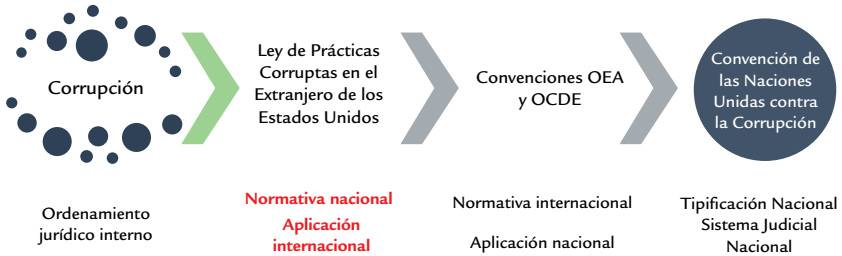 Corrupción
Ley de Prácticas
Corruptas en el
Extranjero de los
Estados Unidos
Convenciones OEA
y OCDE
Convención de
las Naciones
Unidas contra
la Corrupción
Ordenamiento
jurídico interno
Normativa nacional
Aplicación
internacional
Normativa internacional
Aplicación nacional
Tipificación Nacional
Sistema Judicial
Nacional